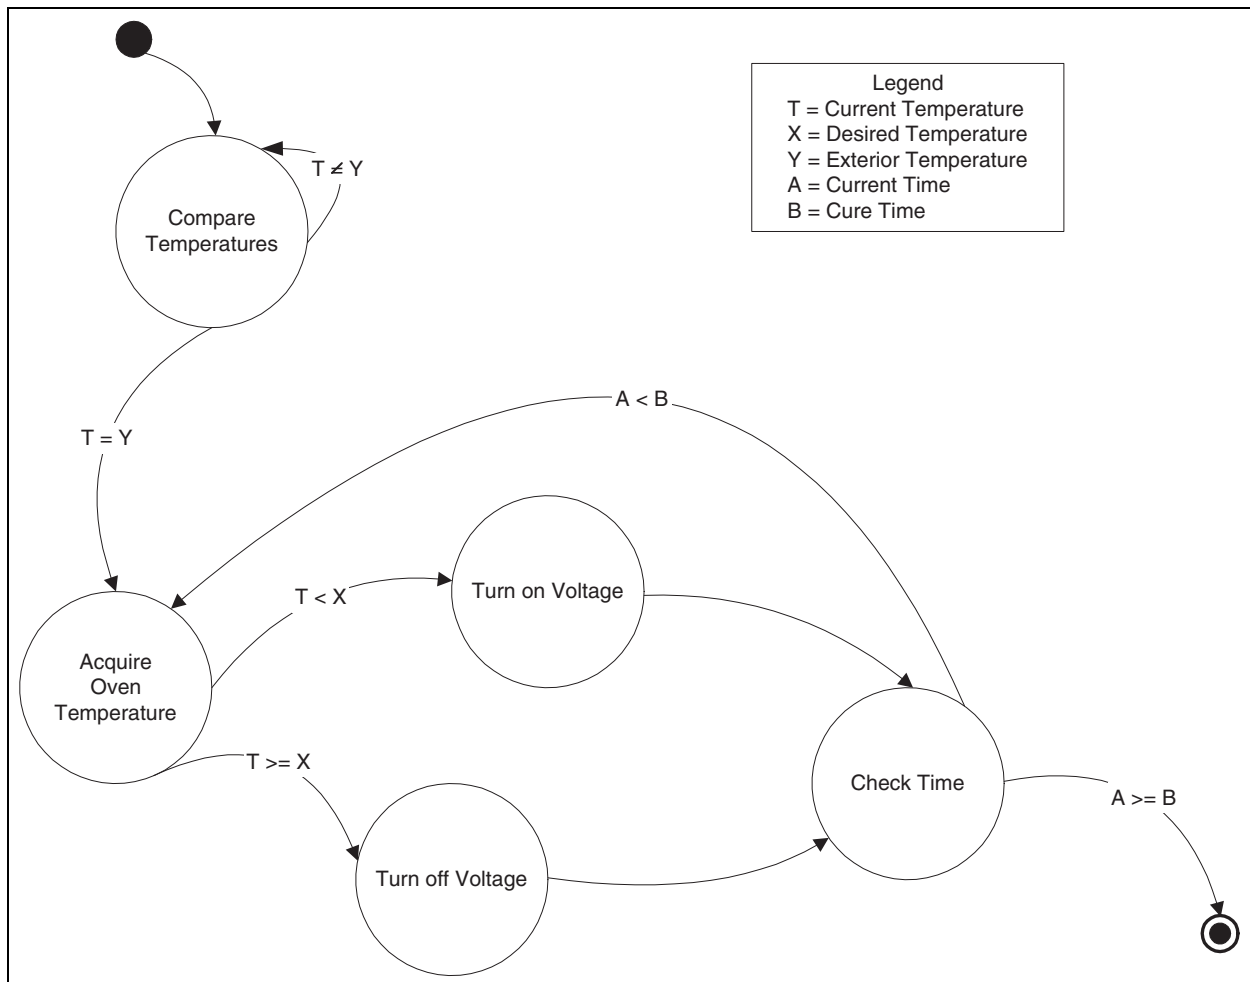 Legend
T = Current Temperature
X = Desired Temperature
Y = Exterior Temperature
A = Current Time
B = Cure Time
T ≠ Y
Compare
Temperatures
T = Y
A < B
T < X
Turn on Voltage
Acquire
Oven
Temperature
T >= X
Check Time
A >= B
Turn off Voltage